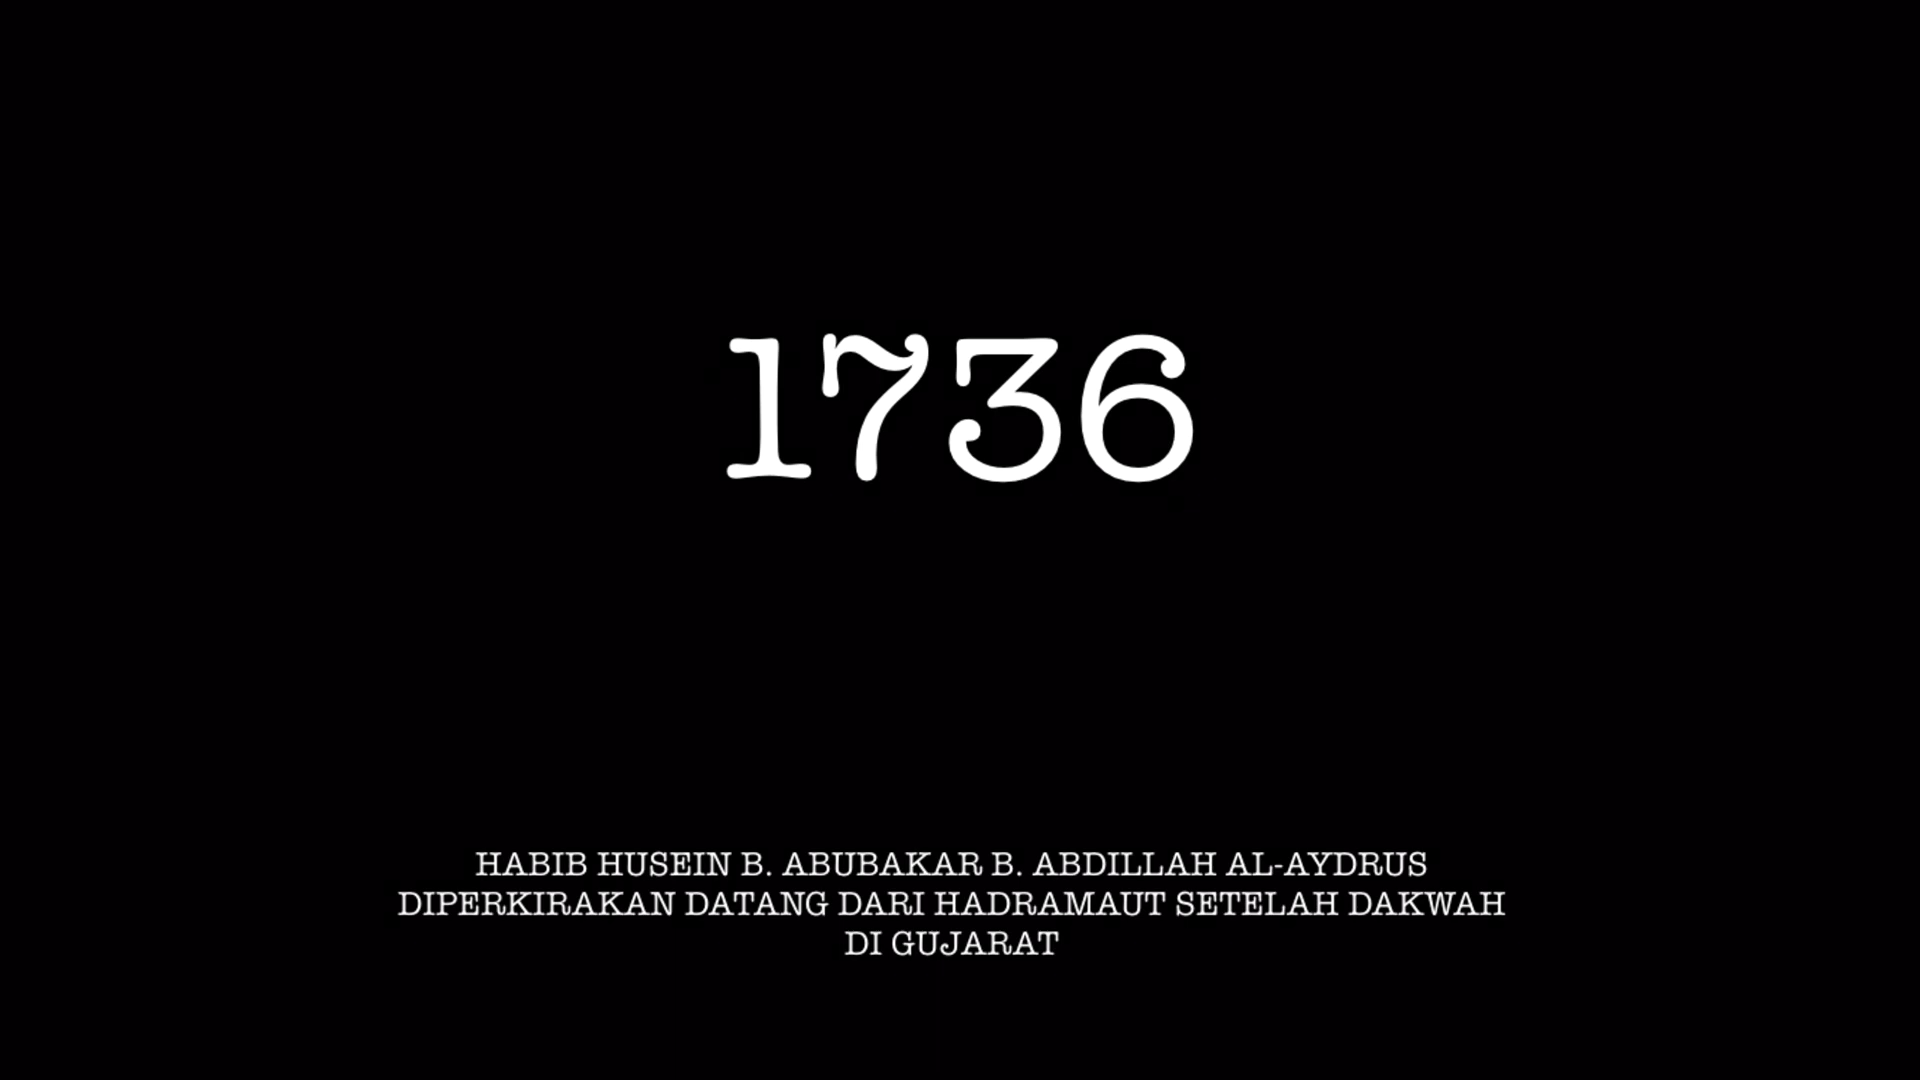 1736
HABIB HUSEIN B. ABUBAKAR B. ABDILLAH AL-AYDRUS
DIPERKIRAKAN DATANG DARI HADRAMAUT SETELAH DAKWAH
DI GUJARAT